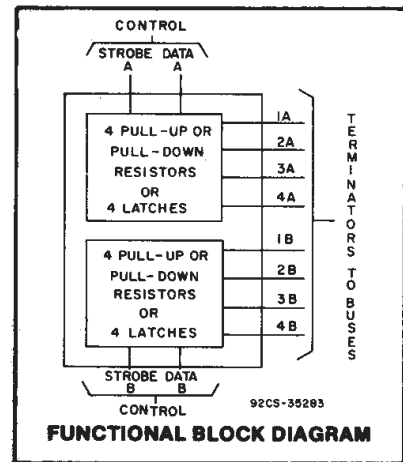 CONTROL
STROBE DATA
A A
4 PULL-UP OR
PULL-DOWN
RESISTORS
OR
4 LATCHES
1A
2A
3A
4A
4 PULL-UP OR
PULL-DOWN
RESISTORS
OR
4 LATCHES
1B
2B
3B
4B
TERMINATORS TO BUSES
STROBE DATA
B B
CONTROL
92CS-35283
FUNCTIONAL BLOCK DIAGRAM